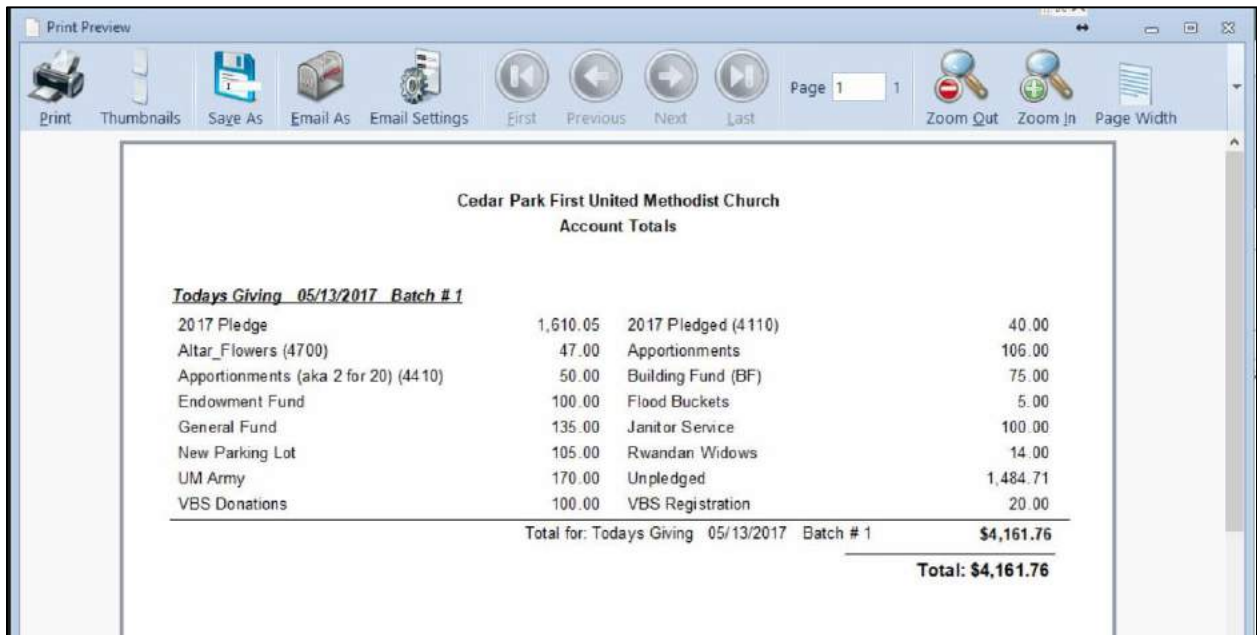 Print Preview
Print Thumbnails Save As Email As Email Settings First Previous Next Last Page 1 1 Zoom Out Zoom In Page Width
Cedar Park First United Methodist Church
Account Totals
Todays Giving 05/13/2017 Batch # 1
2017 Pledge 1,610.05 2017 Pledged (4110) 40.00
Altar_Flowers (4700) 47.00 Apportionments 106.00
Apportionments (aka 2 for 20) (4410) 50.00 Building Fund (BF) 75.00
Endowment Fund 100.00 Flood Buckets 5.00
General Fund 135.00 Janitor Service 100.00
New Parking Lot 105.00 Rwandan Widows 14.00
UM Army 170.00 Unpledged 1,484.71
VBS Donations 100.00 VBS Registration 20.00
Total for: Todays Giving 05/13/2017 Batch # 1 $4,161.76
Total: $4,161.76